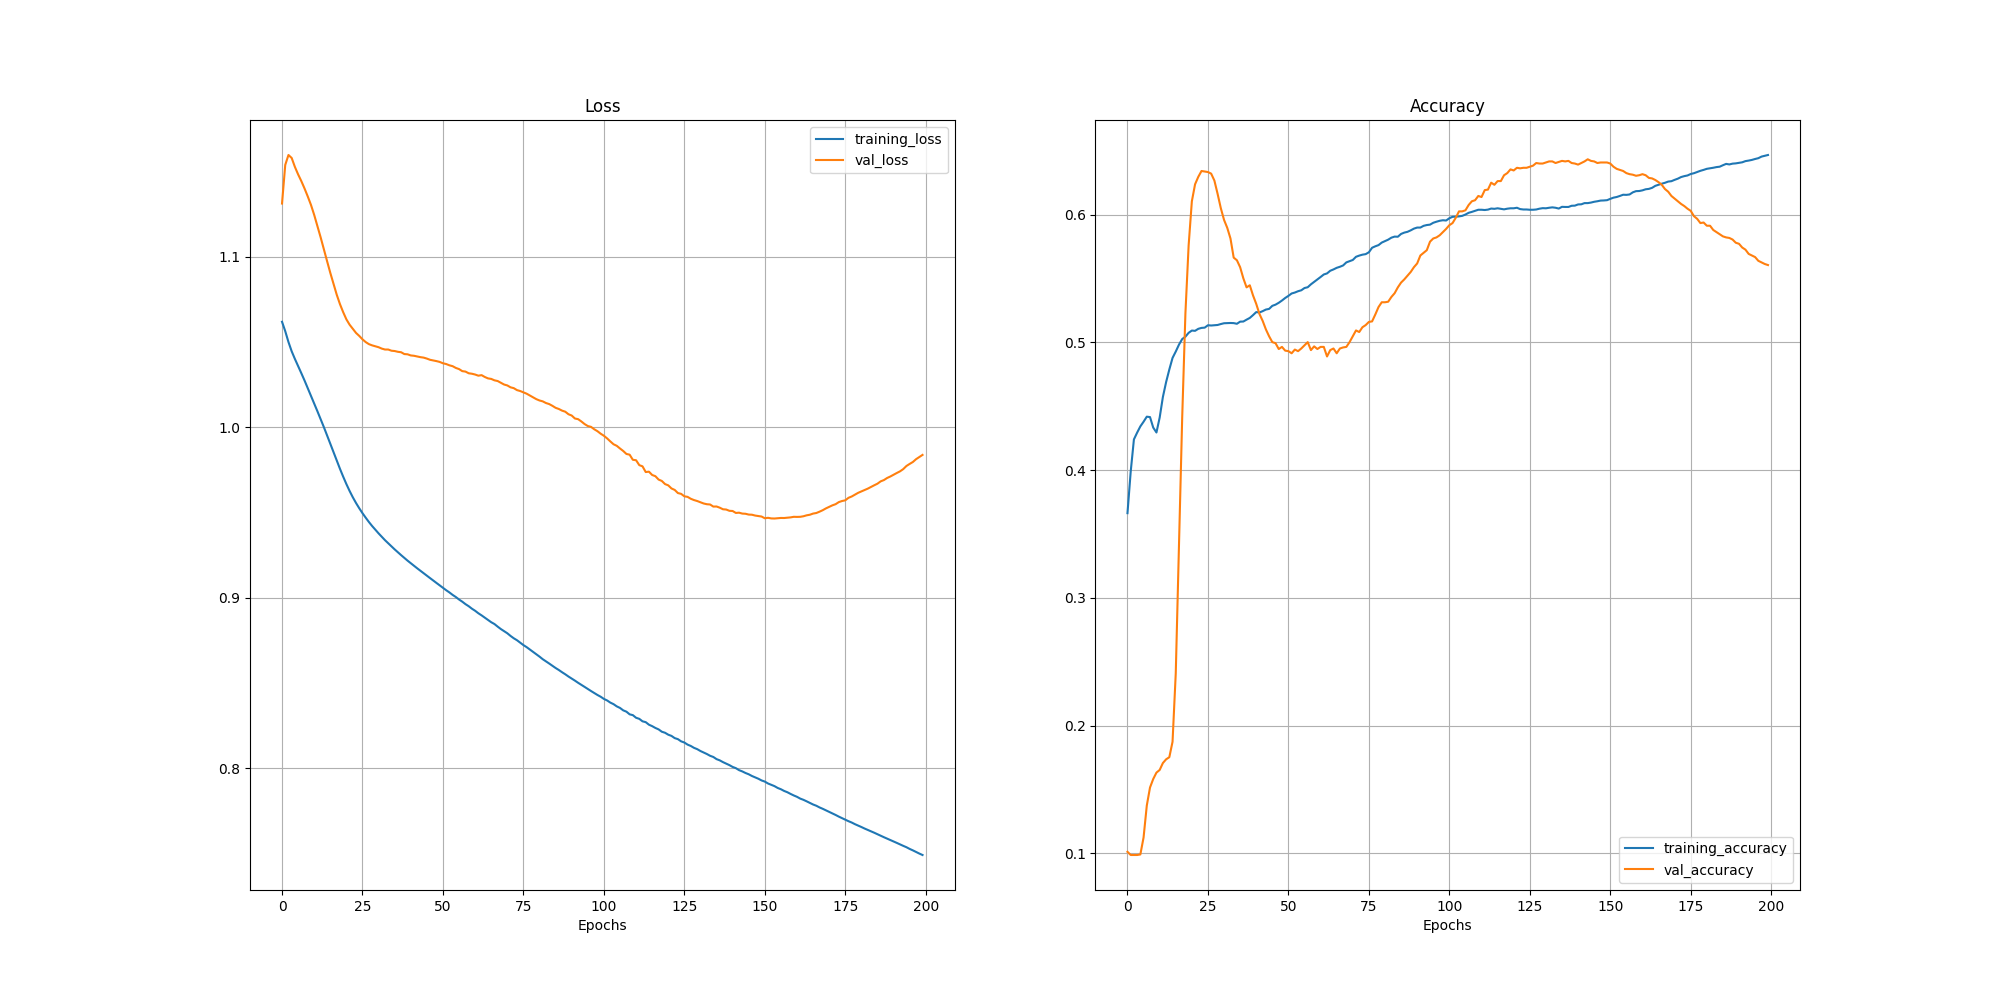 Loss
training_loss
val_loss
1.1
1.0
0.9
0.8
0 25 50 75 100 125 150 175 200
Epochs
Accuracy
0.6
0.5
0.4
0.3
0.2
0.1
training_accuracy
val_accuracy
0 25 50 75 100 125 150 175 200
Epochs